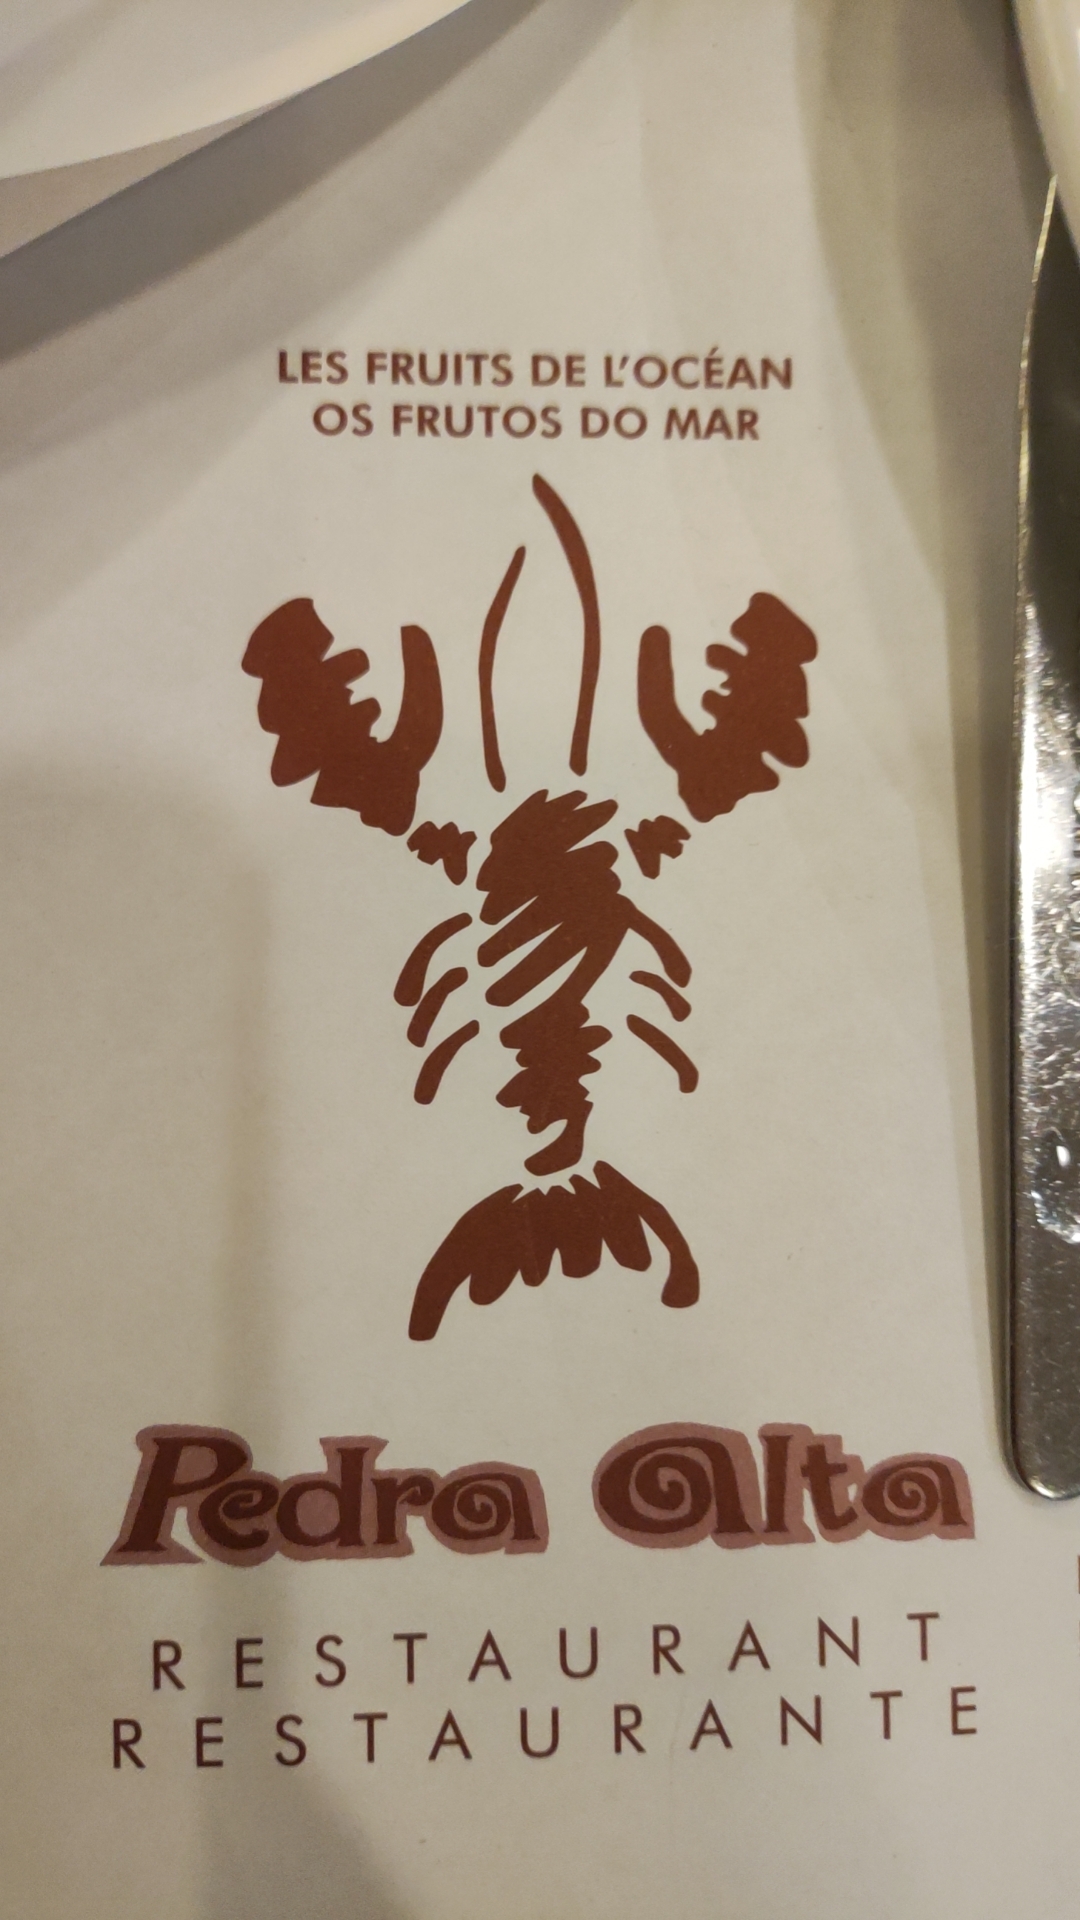 LES FRUITS DE L'OCÉAN
OS FRUTOS DO MAR
Pedra alta
RESTAURANT
RESTAURANTE